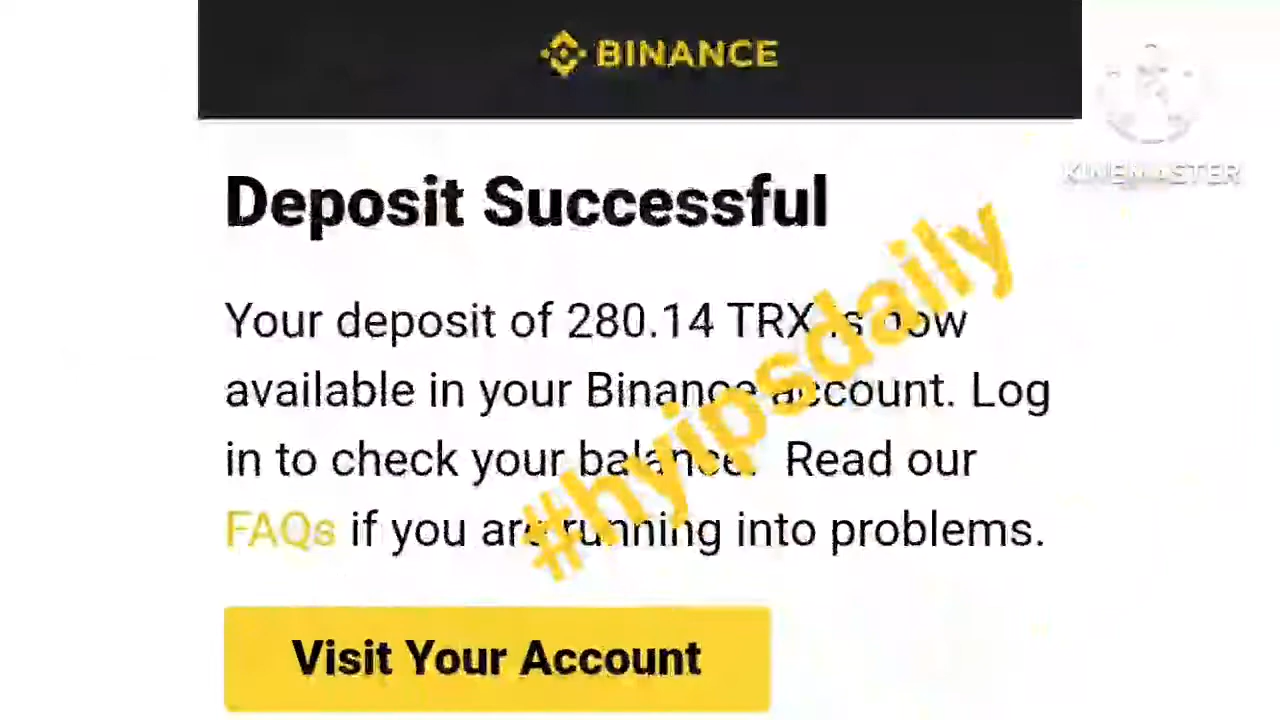 BINANCE
KINEMASTER
Deposit Successful
Your deposit of 280.14 TRX is now
available in your Binance account. Log
in to check your balance. Read our
FAQs if you are running into problems.
#hyipsdaily
Visit Your Account